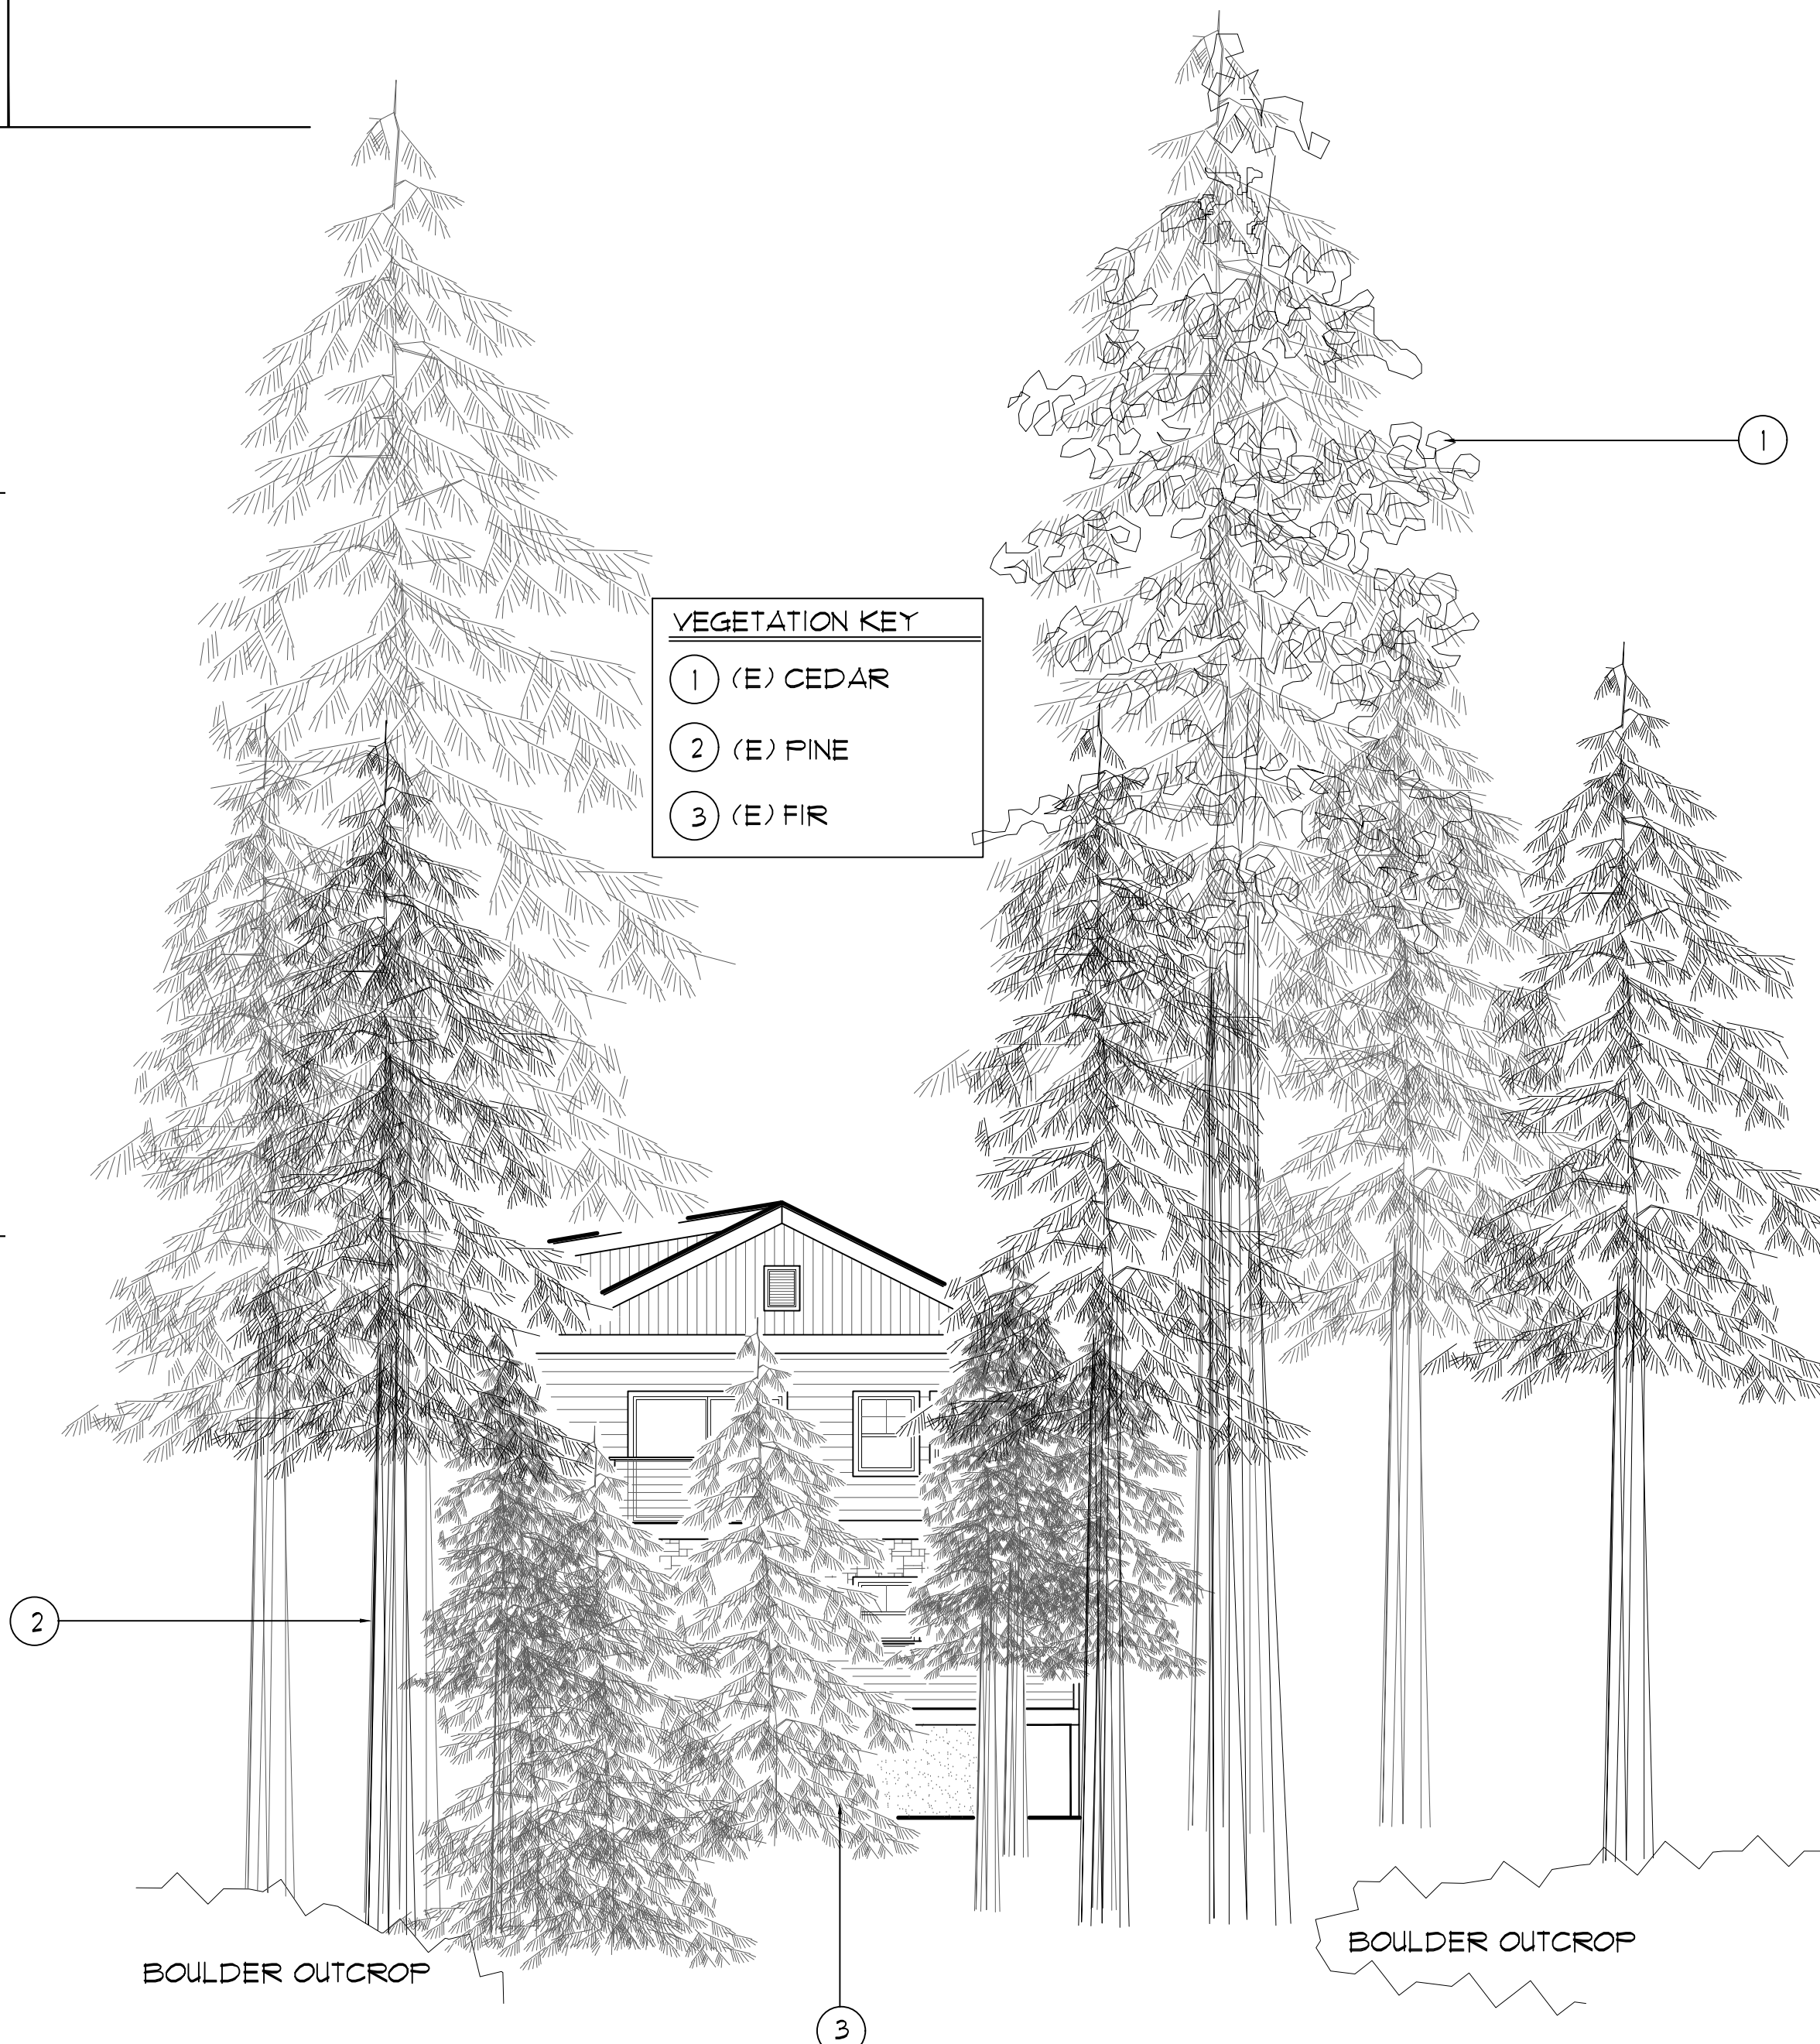 1
VEGETATION KEY
1 (E) CEDAR
2 (E) PINE
3 (E) FIR
2
BOULDER OUTCROP
BOULDER OUTCROP
3